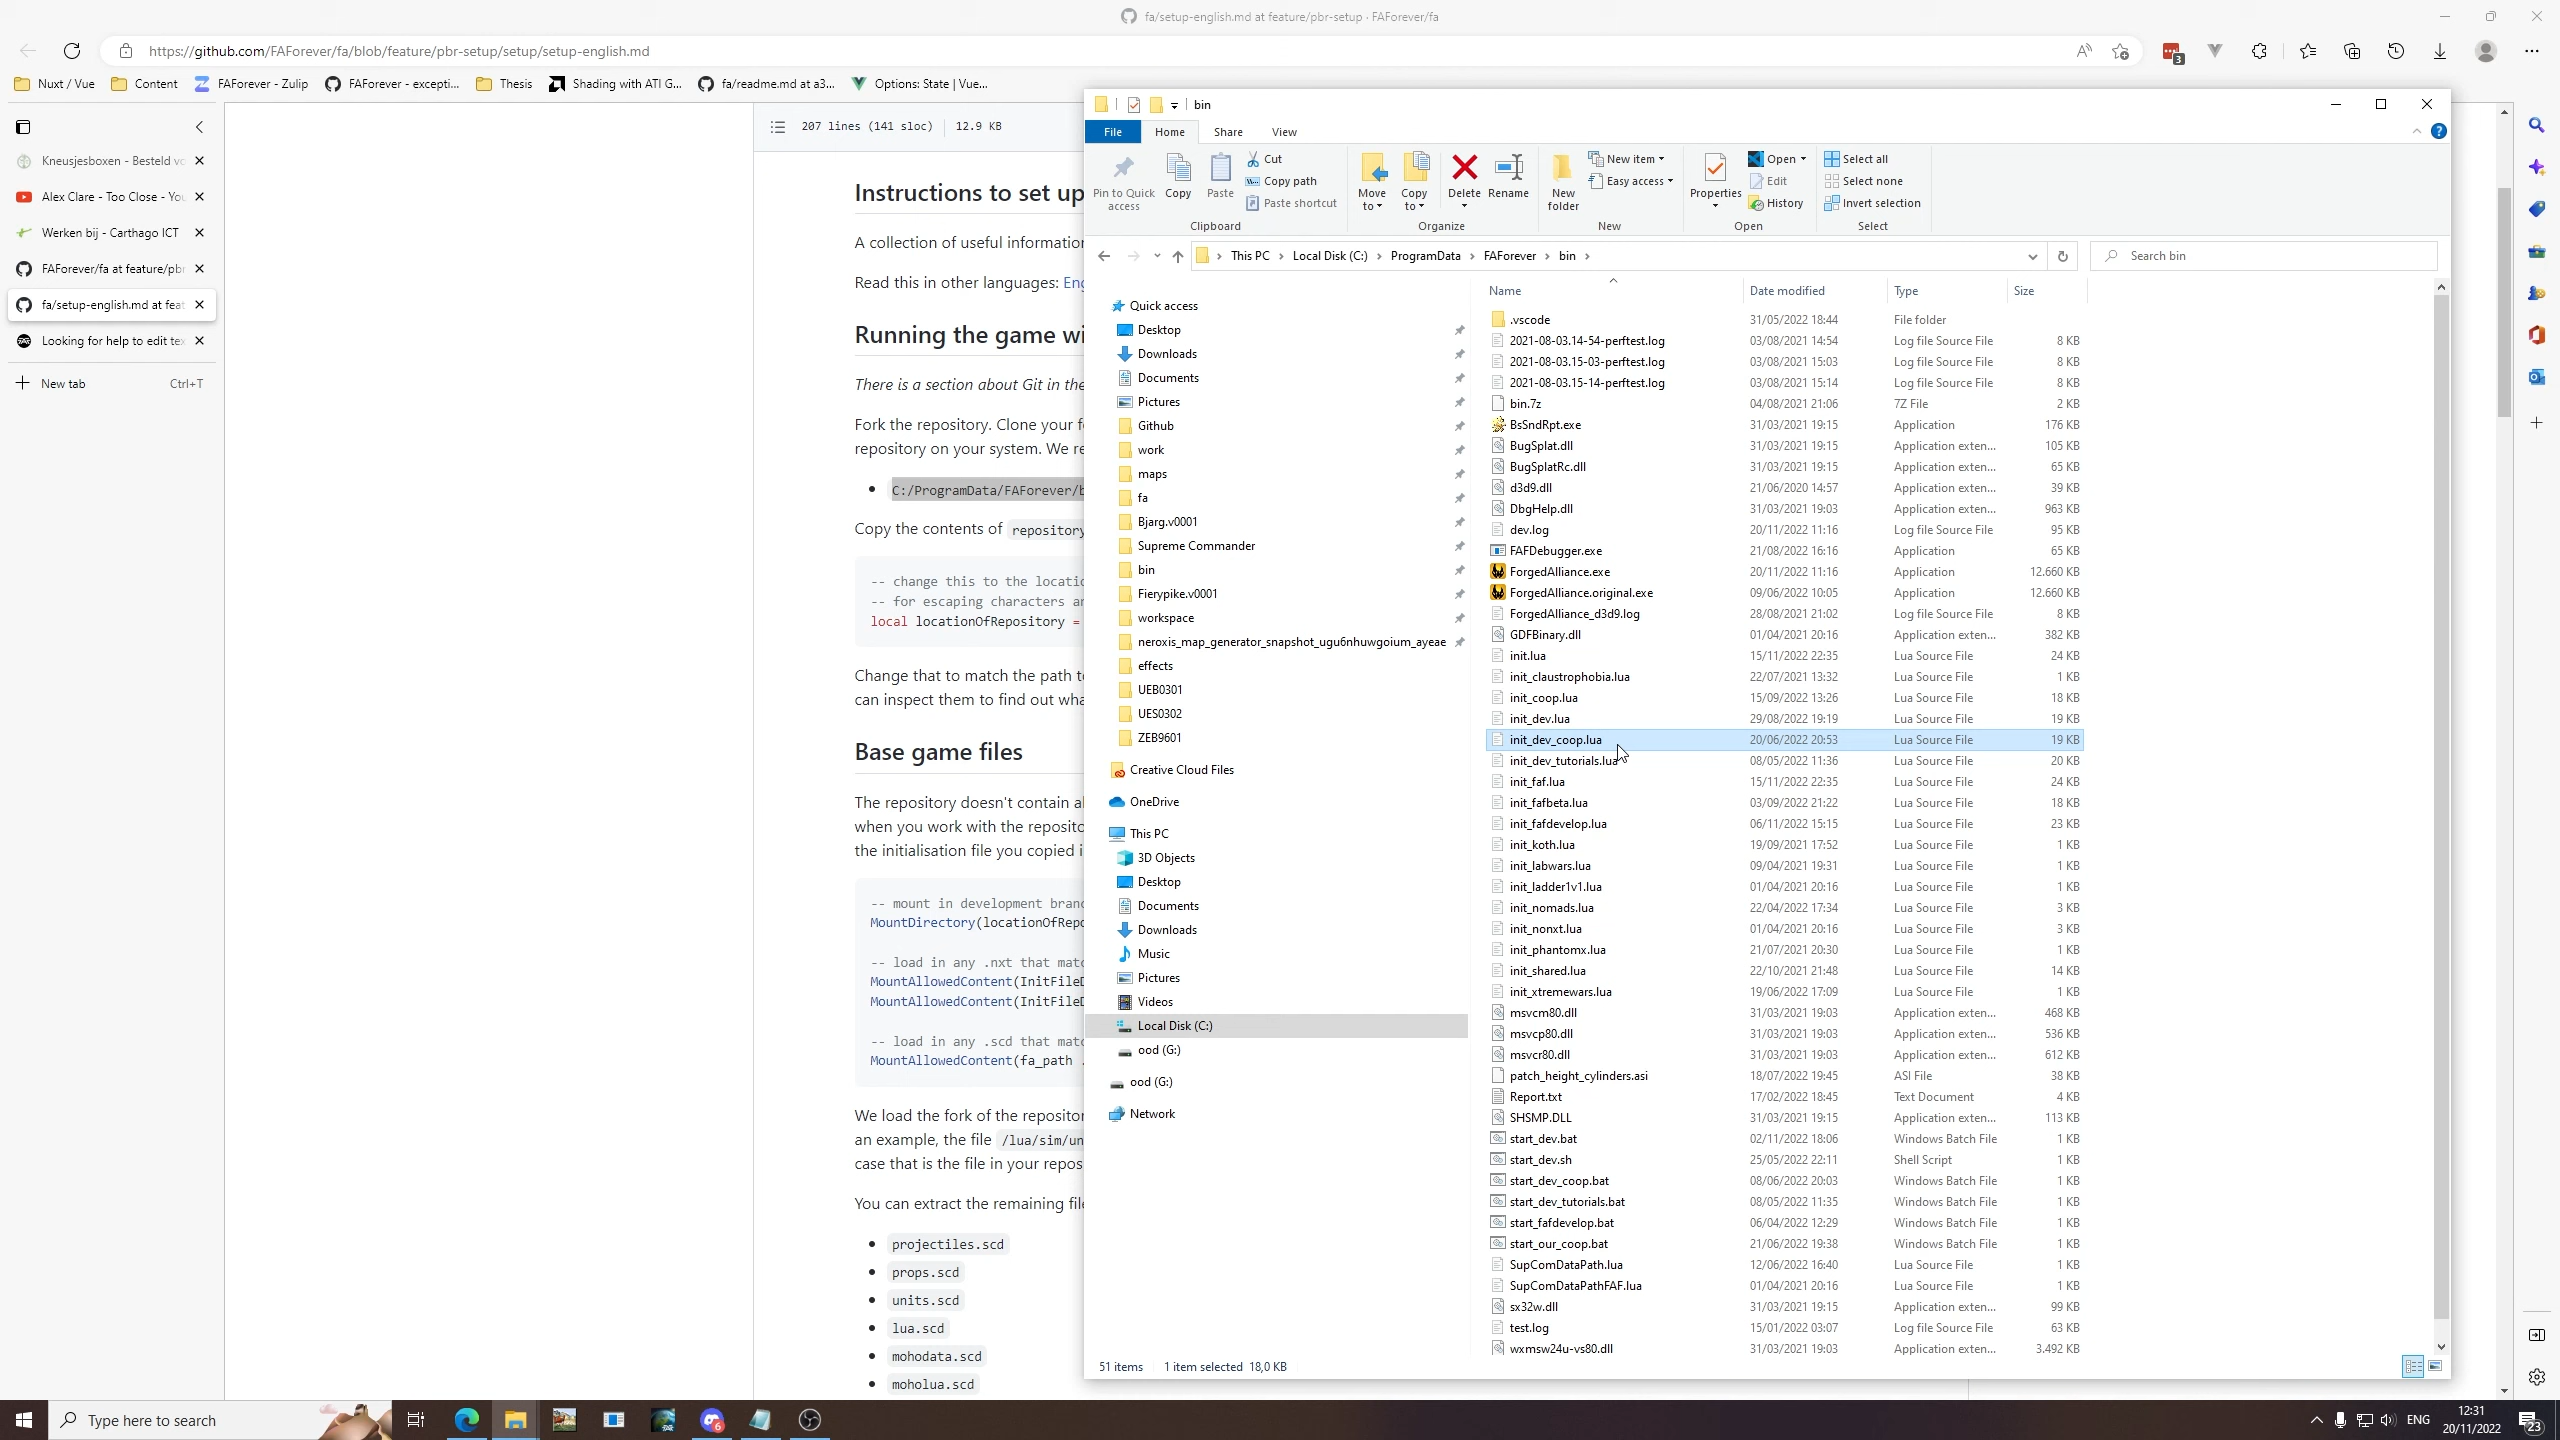 fa/setup-english.md at feature/pbr-setup · FAForever/fa
https://github.com/FAForever/fa/blob/feature/pbr-setup/setup/setup-english.md
3
Nuxt / Vue
Content
FAForever - Zulip
FAForever - excepti...
Thesis
Shading with ATI G...
fa/readme.md at a3...
Options: State | Vue...
Kneusjesboxen - Besteld vo
Alex Clare - Too Close - You
Werken bij - Carthago ICT
FAForever/fa at feature/pbr
fa/setup-english.md at feat
Looking for help to edit tex
New tab
Ctrl+T
207 lines (141 sloc)
12.9 KB
Instructions to set up
A collection of useful information
Read this in other languages: Eng
Running the game wi
There is a section about Git in the
Fork the repository. Clone your f
repository on your system. We re
C:/ProgramData/FAForever/b
Copy the contents of repository
-- change this to the locatio
-- for escaping characters an
local locationOfRepository =
Change that to match the path t
can inspect them to find out wha
Base game files
The repository doesn't contain al
when you work with the reposito
the initialisation file you copied i
-- mount in development branc
MountDirectory(locationOfRepo
-- load in any .nxt that matc
MountAllowedContent(InitFileD
MountAllowedContent(InitFileD
-- load in any .scd that matc
MountAllowedContent(fa_path .
We load the fork of the repositor
an example, the file /lua/sim/un
case that is the file in your repos
You can extract the remaining file
projectiles.scd
props.scd
units.scd
lua.scd
mohodata.scd
moholua.scd
bin
File
Home
Share
View
Pin to Quick access
Copy
Paste
Cut
Copy path
Paste shortcut
Clipboard
Move to
Copy to
Delete
Rename
Organize
New folder
New item
Easy access
New
Properties
Open
Edit
History
Open
Select all
Select none
Invert selection
Select
This PC
Local Disk (C:)
ProgramData
FAForever
bin
Search bin
Quick access
Desktop
Downloads
Documents
Pictures
Github
work
maps
fa
Bjarg.v0001
Supreme Commander
bin
Fierypike.v0001
workspace
neroxis_map_generator_snapshot_ugu6nhuwgoium_ayeae
effects
UEB0301
UES0302
ZEB9601
Creative Cloud Files
OneDrive
This PC
3D Objects
Desktop
Documents
Downloads
Music
Pictures
Videos
Local Disk (C:)
ood (G:)
ood (G:)
Network
Name Date modified Type Size
.vscode 31/05/2022 18:44 File folder
2021-08-03.14-54-perftest.log 03/08/2021 14:54 Log file Source File 8 KB
2021-08-03.15-03-perftest.log 03/08/2021 15:03 Log file Source File 8 KB
2021-08-03.15-14-perftest.log 03/08/2021 15:14 Log file Source File 8 KB
bin.7z 04/08/2021 21:06 7Z File 2 KB
BsSndRpt.exe 31/03/2021 19:15 Application 176 KB
BugSplat.dll 31/03/2021 19:15 Application exten... 105 KB
BugSplatRc.dll 31/03/2021 19:15 Application exten... 65 KB
d3d9.dll 21/06/2020 14:57 Application exten... 39 KB
DbgHelp.dll 31/03/2021 19:03 Application exten... 963 KB
dev.log 20/11/2022 11:16 Log file Source File 95 KB
FAFDebugger.exe 21/08/2022 16:16 Application 65 KB
ForgedAlliance.exe 20/11/2022 11:16 Application 12.660 KB
ForgedAlliance.original.exe 09/06/2022 10:05 Application 12.660 KB
ForgedAlliance_d3d9.log 28/08/2021 21:02 Log file Source File 8 KB
GDFBinary.dll 01/04/2021 20:16 Application exten... 382 KB
init.lua 15/11/2022 22:35 Lua Source File 24 KB
init_claustrophobia.lua 22/07/2021 13:32 Lua Source File 1 KB
init_coop.lua 15/09/2022 13:26 Lua Source File 18 KB
init_dev.lua 29/08/2022 19:19 Lua Source File 19 KB
init_dev_coop.lua 20/06/2022 20:53 Lua Source File 19 KB
init_dev_tutorials.lua 08/05/2022 11:36 Lua Source File 20 KB
init_faf.lua 15/11/2022 22:35 Lua Source File 24 KB
init_fafbeta.lua 03/09/2022 21:22 Lua Source File 18 KB
init_fafdevelop.lua 06/11/2022 15:15 Lua Source File 23 KB
init_koth.lua 19/09/2021 17:52 Lua Source File 1 KB
init_labwars.lua 09/04/2021 19:31 Lua Source File 1 KB
init_ladder1v1.lua 01/04/2021 20:16 Lua Source File 1 KB
init_nomads.lua 22/04/2022 17:34 Lua Source File 3 KB
init_nonxt.lua 01/04/2021 20:16 Lua Source File 3 KB
init_phantomx.lua 21/07/2021 20:30 Lua Source File 1 KB
init_shared.lua 22/10/2021 21:48 Lua Source File 14 KB
init_xtremewars.lua 19/06/2022 17:09 Lua Source File 1 KB
msvcm80.dll 31/03/2021 19:03 Application exten... 468 KB
msvcp80.dll 31/03/2021 19:03 Application exten... 536 KB
msvcr80.dll 31/03/2021 19:03 Application exten... 612 KB
patch_height_cylinders.asi 18/07/2022 19:45 ASI File 38 KB
Report.txt 17/02/2022 18:45 Text Document 4 KB
SHSMP.DLL 31/03/2021 19:15 Application exten... 113 KB
start_dev.bat 02/11/2022 18:06 Windows Batch File 1 KB
start_dev.sh 25/05/2022 22:11 Shell Script 1 KB
start_dev_coop.bat 08/06/2022 20:03 Windows Batch File 1 KB
start_dev_tutorials.bat 08/05/2022 11:35 Windows Batch File 1 KB
start_fafdevelop.bat 06/04/2022 12:29 Windows Batch File 1 KB
start_our_coop.bat 21/06/2022 19:38 Windows Batch File 1 KB
SupComDataPath.lua 12/06/2022 16:40 Lua Source File 1 KB
SupComDataPathFAF.lua 01/04/2021 20:16 Lua Source File 1 KB
sx32w.dll 31/03/2021 19:15 Application exten... 99 KB
test.log 15/01/2022 03:07 Log file Source File 63 KB
wxmsw24u-vs80.dll 31/03/2021 19:03 Application exten... 3.492 KB
51 items
1 item selected 18,0 KB
Type here to search
6
ENG
12:31
20/11/2022
23